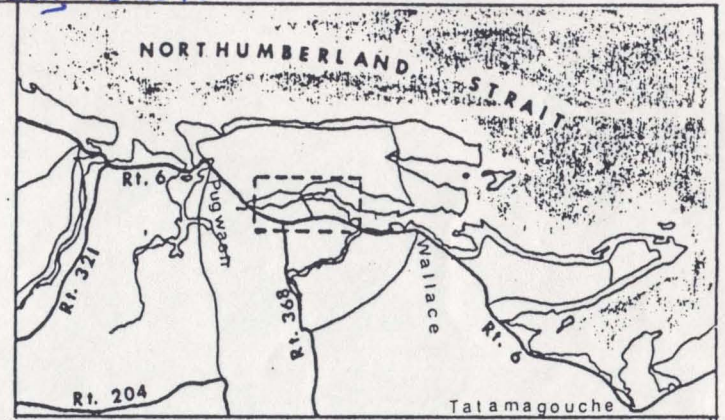 NORTHUMBERLAND STRAIT
Rt. 6
Pugwash
Rt. 321
Rt. 368
Wallace
Rt. 6
Rt. 204
Tatamagouche